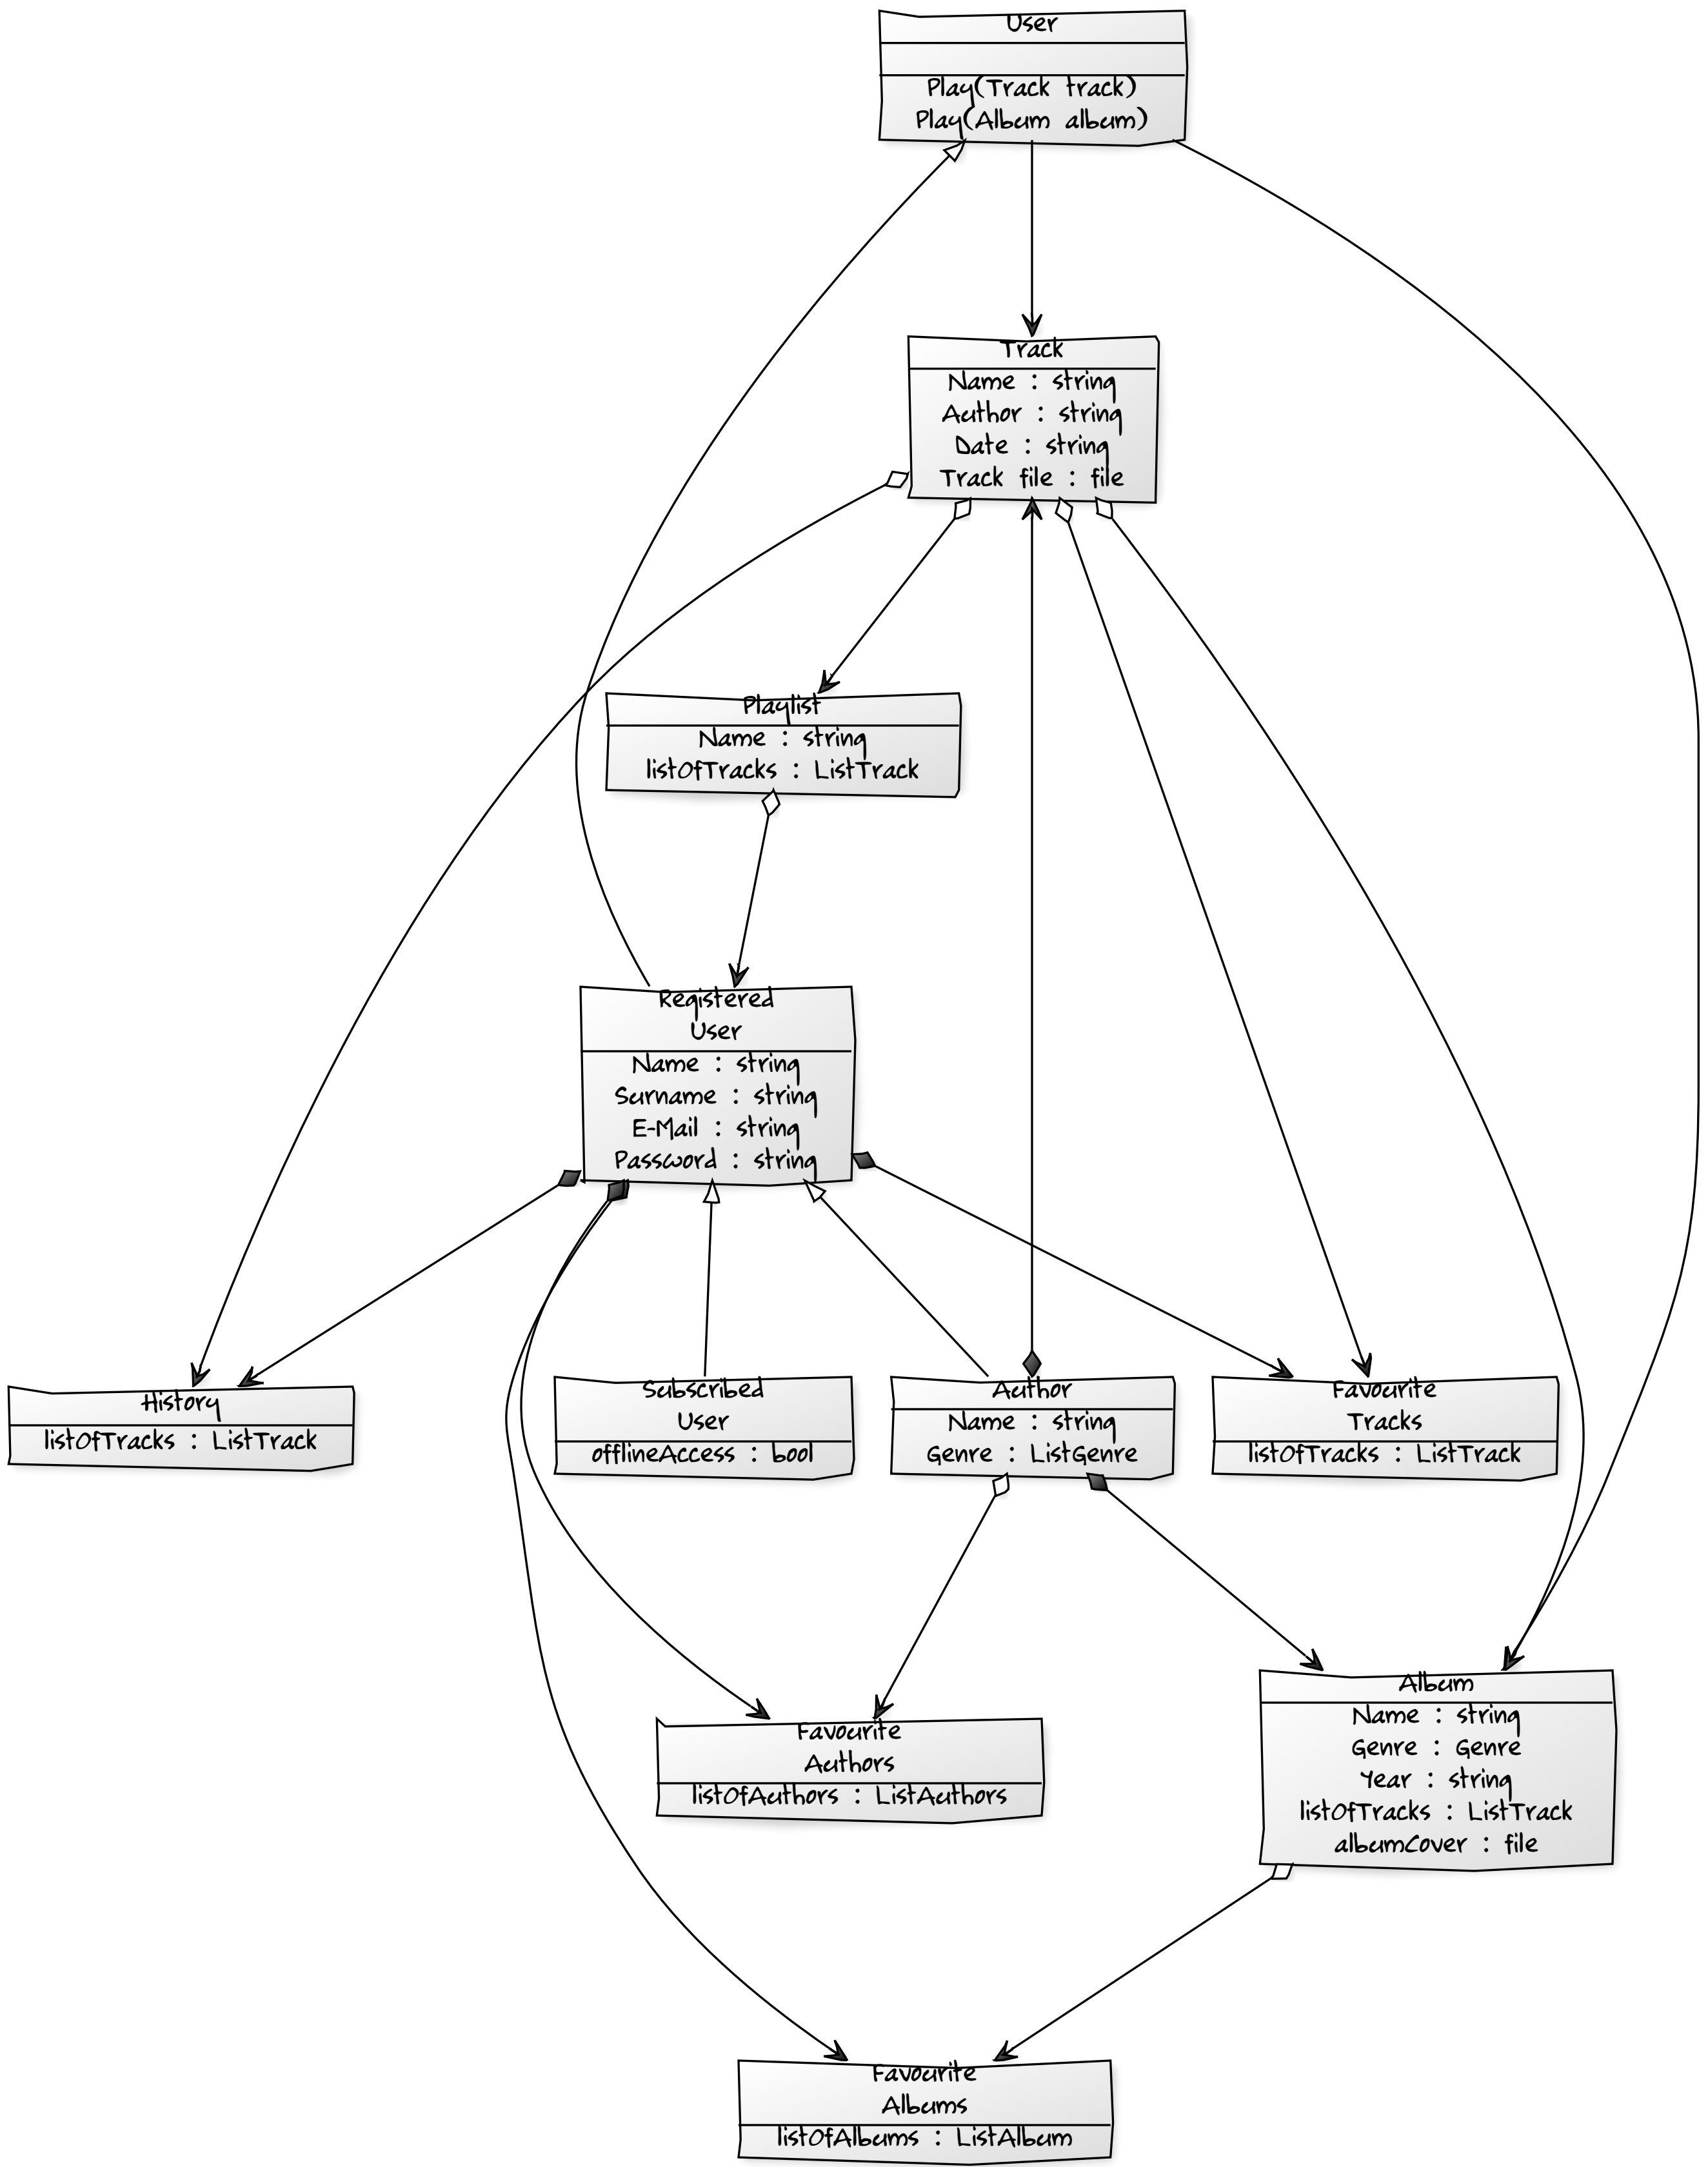 User
Play(Track track)
Play(Album album)
Track
Name : string
Author : string
Date : string
Track file : file
Playlist
Name : string
listOfTracks : ListTrack
Registered
User
Name : string
Surname : string
E-Mail : string
Password : string
History
listOfTracks : ListTrack
Subscribed
User
offlineAccess : bool
Author
Name : string
Genre : ListGenre
Favourite
Tracks
listOfTracks : ListTrack
Favourite
Authors
listOfAuthors : ListAuthors
Album
Name : string
Genre : Genre
Year : string
listOfTracks : ListTrack
albumCover : file
Favourite
Albums
listOfAlbums : ListAlbum